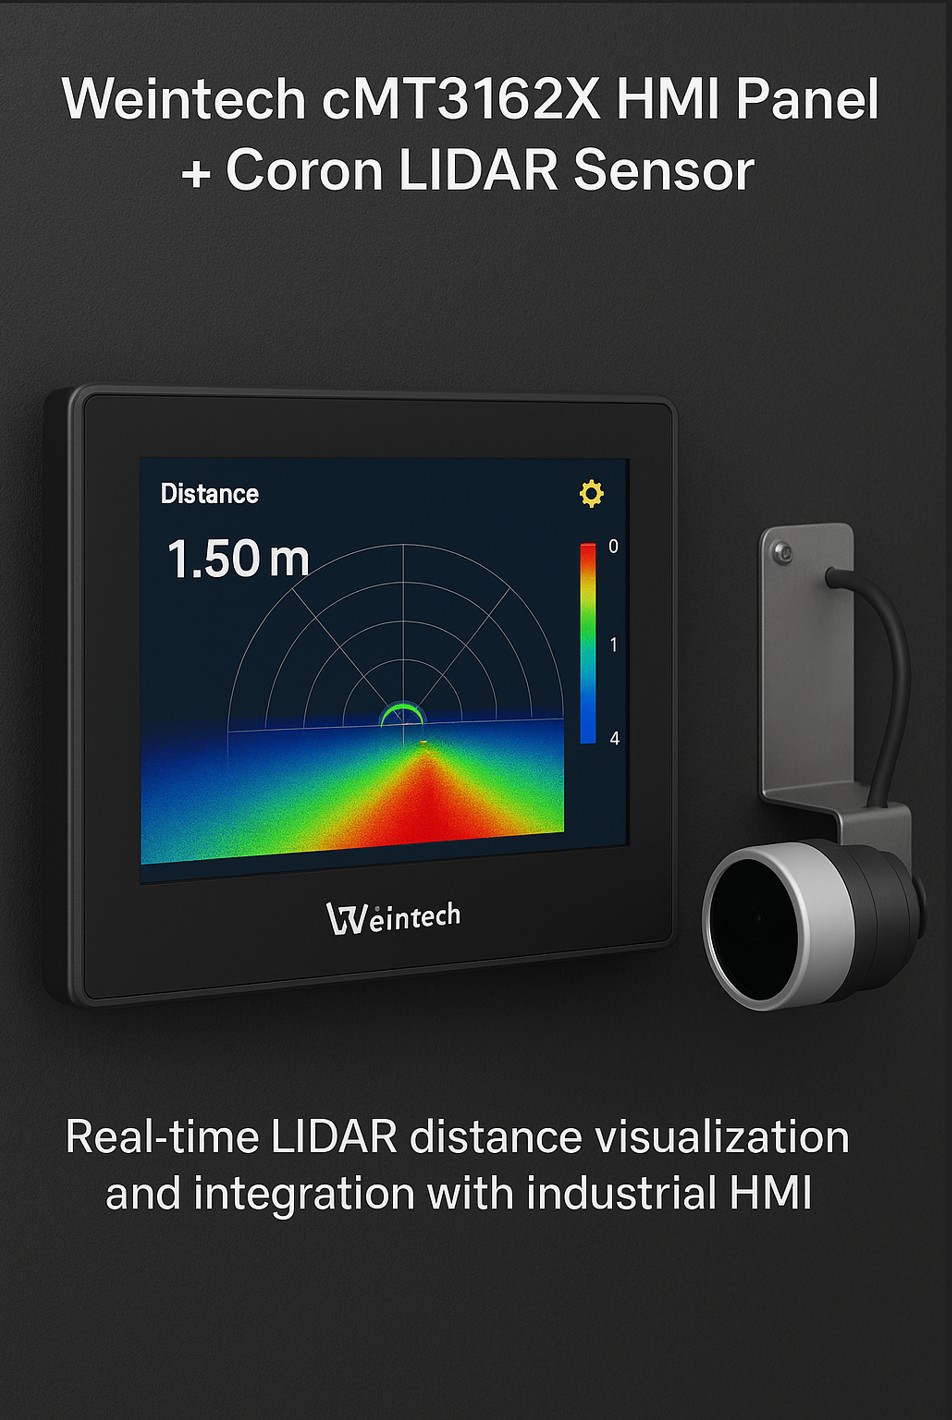 Weintech cMT3162X HMI Panel
+ Coron LIDAR Sensor
Distance
1.50 m
0
1
4
Weintech
Real-time LIDAR distance visualization
and integration with industrial HMI